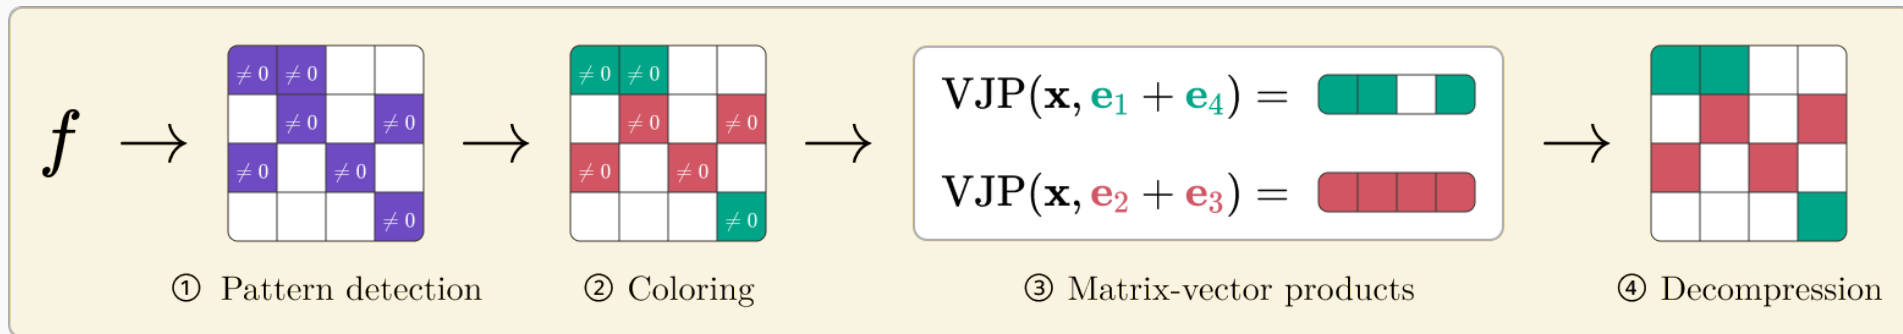 f → → → →
≠ 0 ≠ 0
≠ 0 ≠ 0
≠ 0 ≠ 0
≠ 0
≠ 0 ≠ 0
≠ 0 ≠ 0
≠ 0 ≠ 0
≠ 0
VJP(x, e₁ + e₄) =
VJP(x, e₂ + e₃) =
① Pattern detection
② Coloring
③ Matrix-vector products
④ Decompression